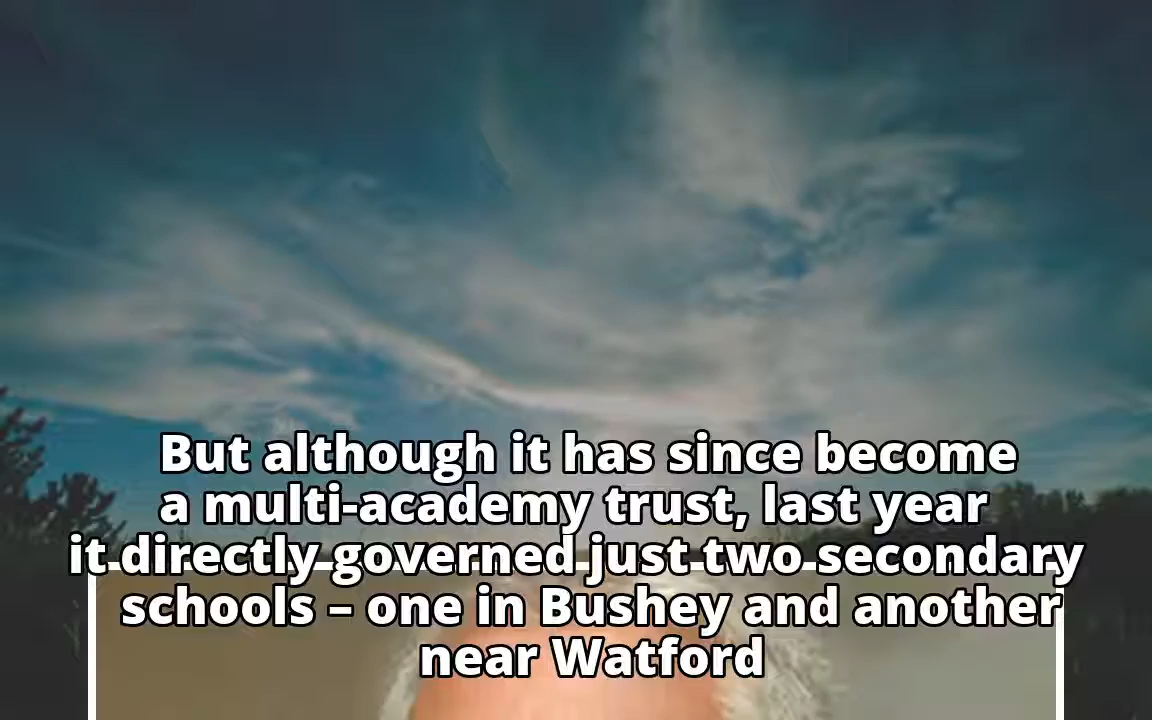 But although it has since become
a multi-academy trust, last year
it directly governed just two secondary
schools – one in Bushey and another
near Watford